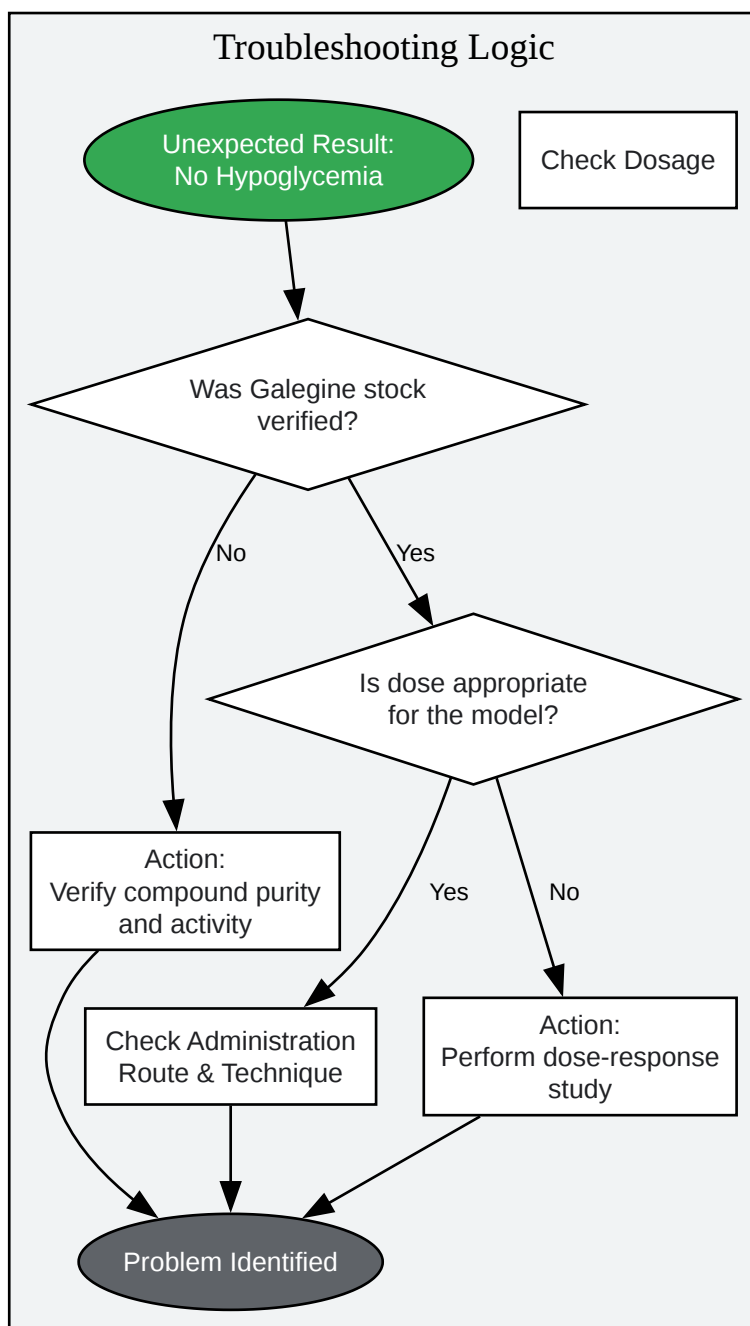 Troubleshooting Logic
Unexpected Result:
No Hypoglycemia
Check Dosage
Was Galegine stock
verified?
No
Yes
Is dose appropriate
for the model?
Action:
Verify compound purity
and activity
Yes
No
Check Administration
Route & Technique
Action:
Perform dose-response
study
Problem Identified